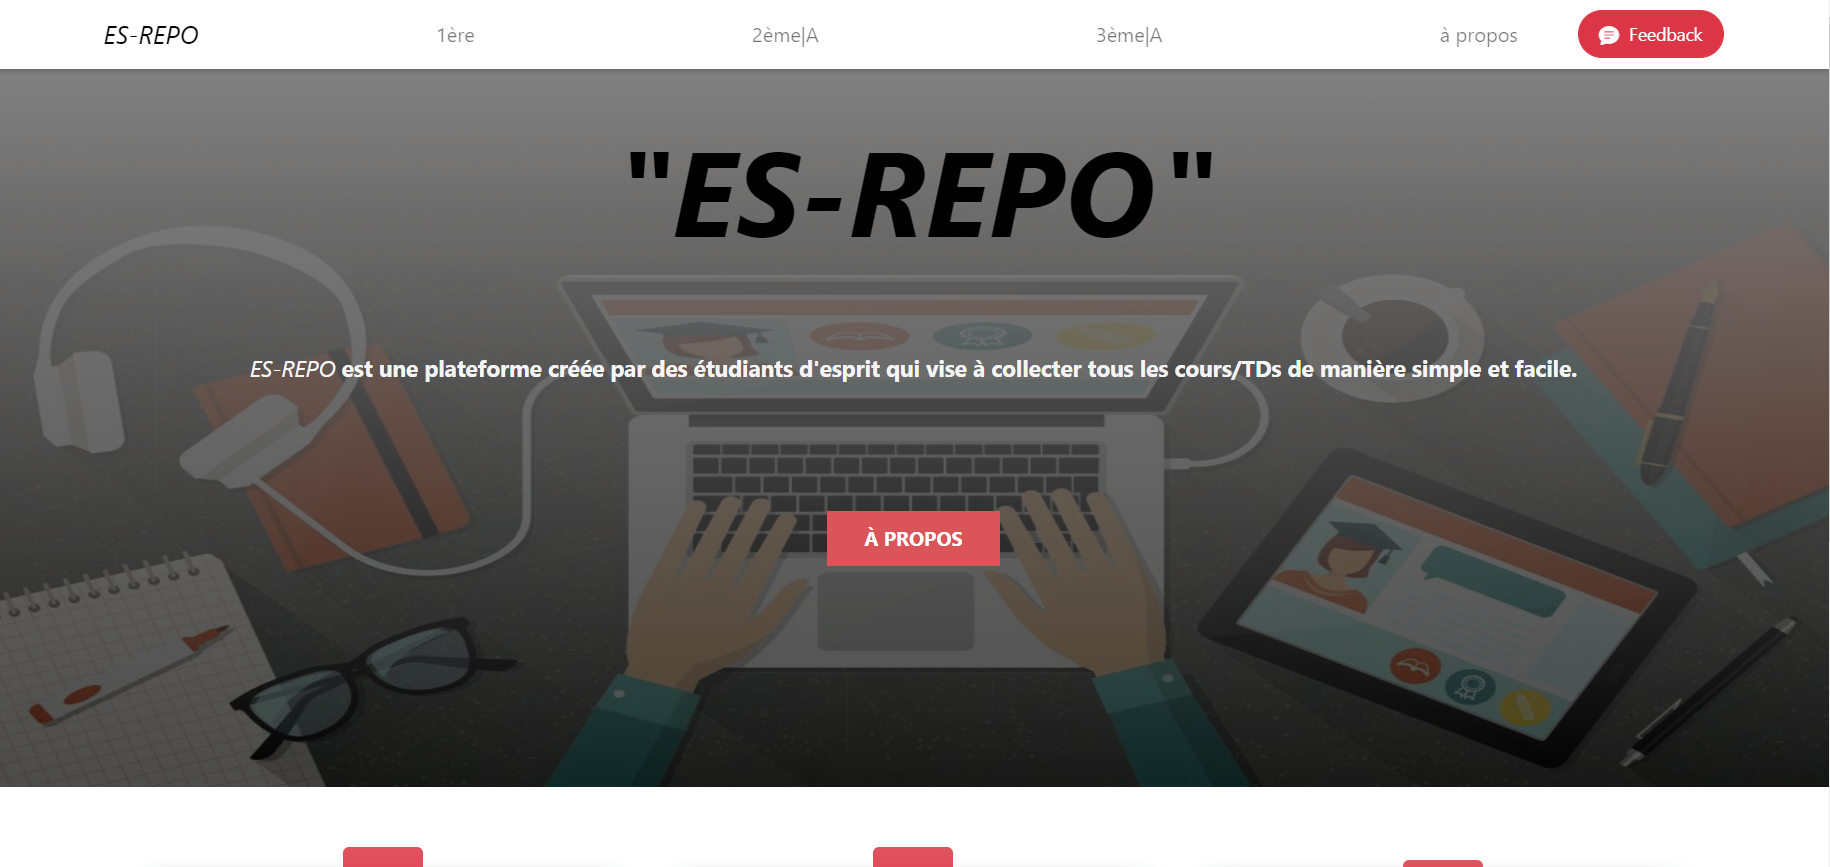 ES-REPO
1ère
2ème|A
3ème|A
à propos
Feedback
"ES-REPO"
ES-REPO est une plateforme créée par des étudiants d'esprit qui vise à collecter tous les cours/TDs de manière simple et facile.
À PROPOS